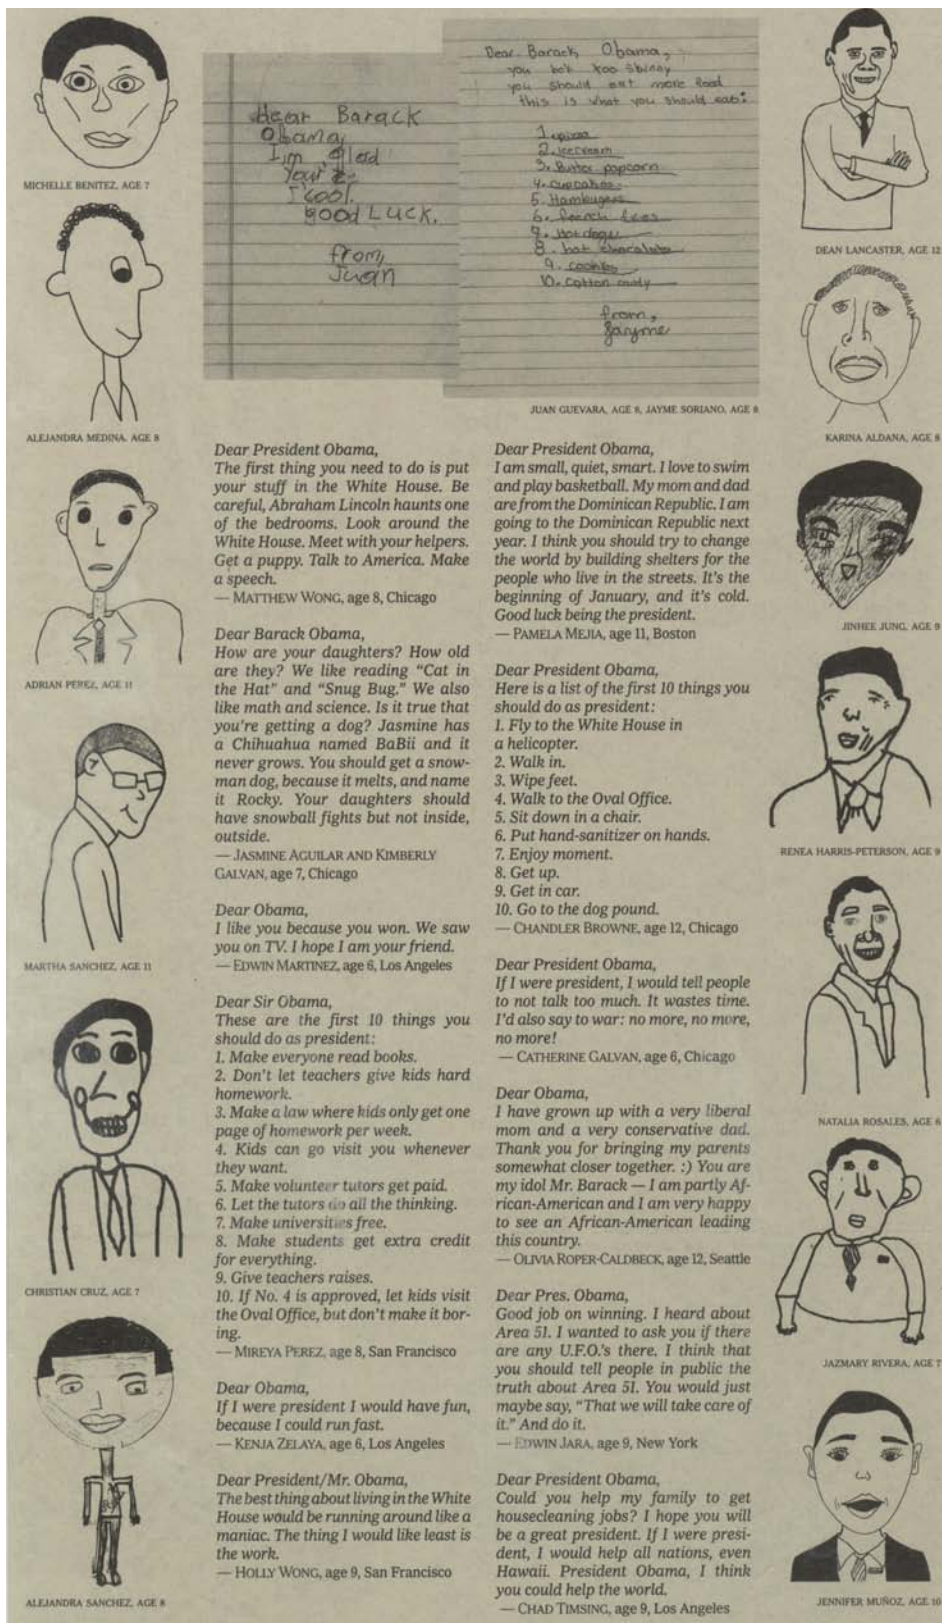 MICHELLE BENITEZ, AGE 7
ALEJANDRA MEDINA, AGE 8
ADRIAN PEREZ, AGE 11
MARTHA SANCHEZ, AGE 11
CHRISTIAN CRUZ, AGE 7
ALEJANDRA SANCHEZ, AGE 8
Dear Barack
Obama,
I'm glad
Your
cool.
good LUCK.
from,
Juan
Dear Barack Obama,
you look too skinny
you should eat more food
this is what you should eat:
1. pizza
2. icecream
3. Butter popcorn
4. cupcakes
5. Hambugers
6. french fries
7. Hotdogs
8. hot chocolate
9. cookies
10. cotton candy
from,
Jayme
JUAN GUEVARA, AGE 8, JAYME SORIANO, AGE 8
Dear President Obama,
The first thing you need to do is put
your stuff in the White House. Be
careful, Abraham Lincoln haunts one
of the bedrooms. Look around the
White House. Meet with your helpers.
Get a puppy. Talk to America. Make
a speech.
— MATTHEW WONG, age 8, Chicago
Dear Barack Obama,
How are your daughters? How old
are they? We like reading "Cat in
the Hat" and "Snug Bug." We also
like math and science. Is it true that
you're getting a dog? Jasmine has
a Chihuahua named BaBii and it
never grows. You should get a snow-
man dog, because it melts, and name
it Rocky. Your daughters should
have snowball fights but not inside,
outside.
— JASMINE AGUILAR AND KIMBERLY
GALVAN, age 7, Chicago
Dear Obama,
I like you because you won. We saw
you on TV. I hope I am your friend.
— EDWIN MARTINEZ, age 6, Los Angeles
Dear Sir Obama,
These are the first 10 things you
should do as president:
1. Make everyone read books.
2. Don't let teachers give kids hard
homework.
3. Make a law where kids only get one
page of homework per week.
4. Kids can go visit you whenever
they want.
5. Make volunteer tutors get paid.
6. Let the tutors do all the thinking.
7. Make universities free.
8. Make students get extra credit
for everything.
9. Give teachers raises.
10. If No. 4 is approved, let kids visit
the Oval Office, but don't make it bor-
ing.
— MIREYA PEREZ, age 8, San Francisco
Dear Obama,
If I were president I would have fun,
because I could run fast.
— KENJA ZELAYA, age 6, Los Angeles
Dear President/Mr. Obama,
The best thing about living in the White
House would be running around like a
maniac. The thing I would like least is
the work.
— HOLLY WONG, age 9, San Francisco
Dear President Obama,
I am small, quiet, smart. I love to swim
and play basketball. My mom and dad
are from the Dominican Republic. I am
going to the Dominican Republic next
year. I think you should try to change
the world by building shelters for the
people who live in the streets. It's the
beginning of January, and it's cold.
Good luck being the president.
— PAMELA MEJIA, age 11, Boston
Dear President Obama,
Here is a list of the first 10 things you
should do as president:
1. Fly to the White House in
a helicopter.
2. Walk in.
3. Wipe feet.
4. Walk to the Oval Office.
5. Sit down in a chair.
6. Put hand-sanitizer on hands.
7. Enjoy moment.
8. Get up.
9. Get in car.
10. Go to the dog pound.
— CHANDLER BROWNE, age 12, Chicago
Dear President Obama,
If I were president, I would tell people
to not talk too much. It wastes time.
I'd also say to war: no more, no more,
no more!
— CATHERINE GALVAN, age 6, Chicago
Dear Obama,
I have grown up with a very liberal
mom and a very conservative dad.
Thank you for bringing my parents
somewhat closer together. :) You are
my idol Mr. Barack — I am partly Af-
rican-American and I am very happy
to see an African-American leading
this country.
— OLIVIA ROPER-CALDBECK, age 12, Seattle
Dear Pres. Obama,
Good job on winning. I heard about
Area 51. I wanted to ask you if there
are any U.F.O.'s there. I think that
you should tell people in public the
truth about Area 51. You would just
maybe say, "That we will take care of
it." And do it.
— EDWIN JARA, age 9, New York
Dear President Obama,
Could you help my family to get
housecleaning jobs? I hope you will
be a great president. If I were presi-
dent, I would help all nations, even
Hawaii. President Obama, I think
you could help the world.
— CHAD TIMSING, age 9, Los Angeles
DEAN LANCASTER, AGE 12
KARINA ALDANA, AGE 8
JINHEE JUNG, AGE 9
RENEA HARRIS-PETERSON, AGE 9
NATALIA ROSALES, AGE 6
JAZMARY RIVERA, AGE 7
JENNIFER MUÑOZ, AGE 10